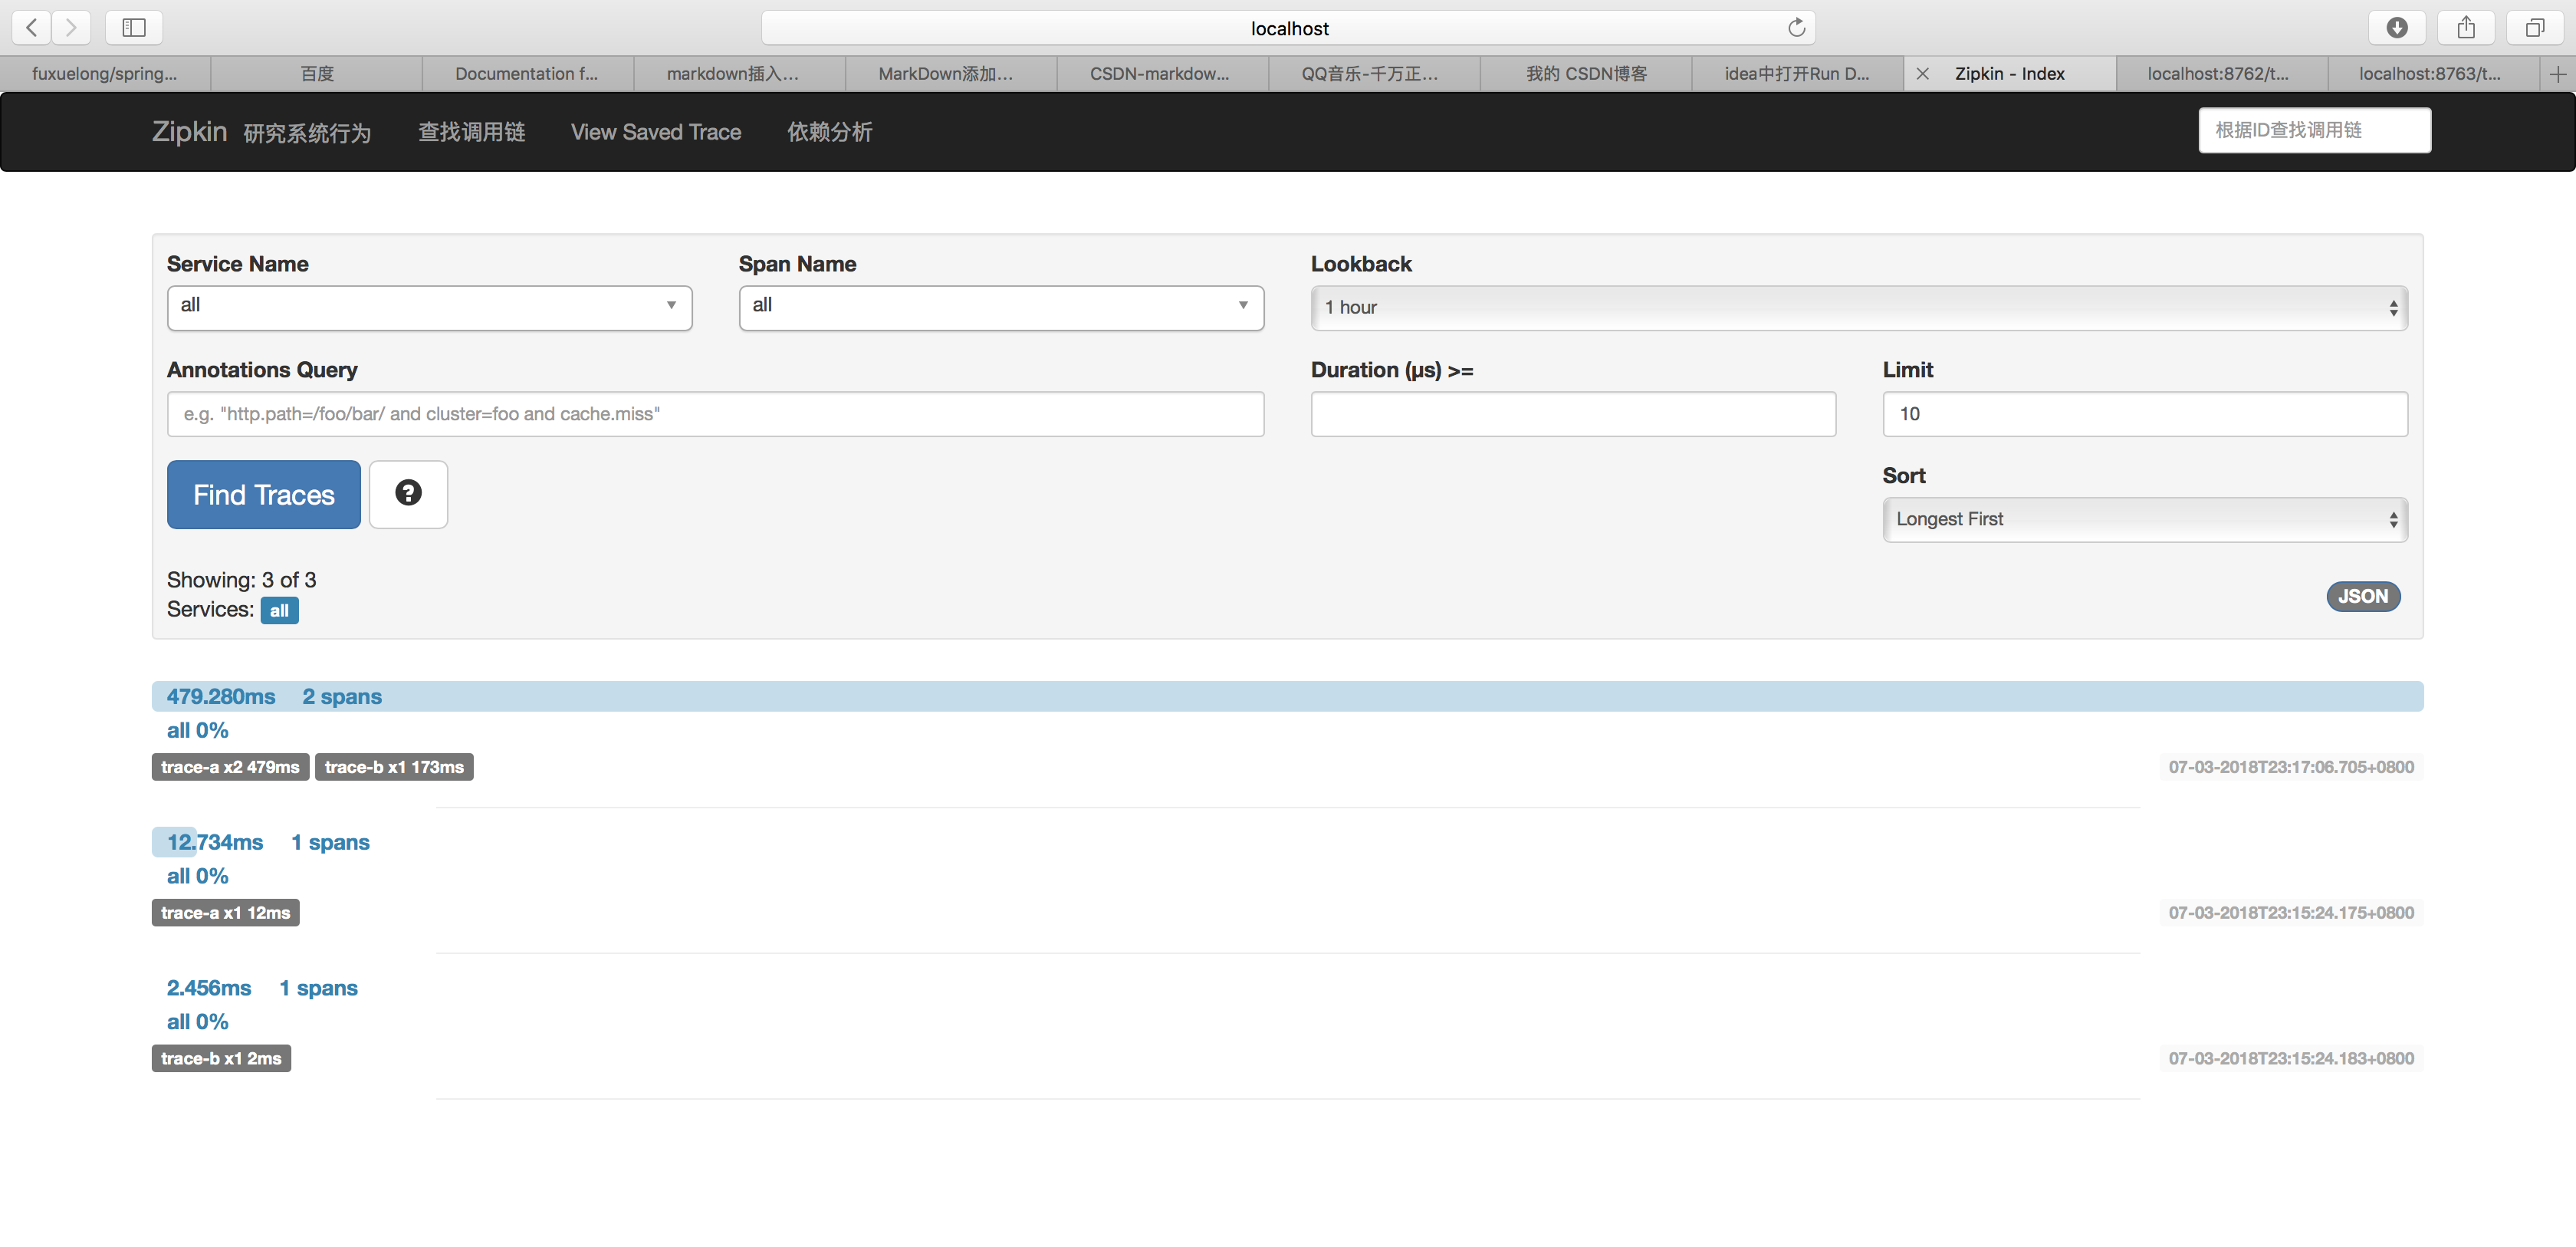 localhost
fuxuelong/spring...
百度
Documentation f...
markdown插入...
MarkDown添加...
CSDN-markdow...
QQ音乐-千万正...
我的 CSDN博客
idea中打开Run D...
Zipkin - Index
localhost:8762/t...
localhost:8763/t...
Zipkin 研究系统行为
查找调用链
View Saved Trace
依赖分析
根据ID查找调用链
Service Name
Span Name
Lookback
all
all
1 hour
Annotations Query
Duration (μs) >=
Limit
e.g. "http.path=/foo/bar/ and cluster=foo and cache.miss"
10
Find Traces
?
Sort
Longest First
Showing: 3 of 3
Services: all
JSON
479.280ms 2 spans
all 0%
trace-a x2 479ms trace-b x1 173ms
07-03-2018T23:17:06.705+0800
12.734ms 1 spans
all 0%
trace-a x1 12ms
07-03-2018T23:15:24.175+0800
2.456ms 1 spans
all 0%
trace-b x1 2ms
07-03-2018T23:15:24.183+0800